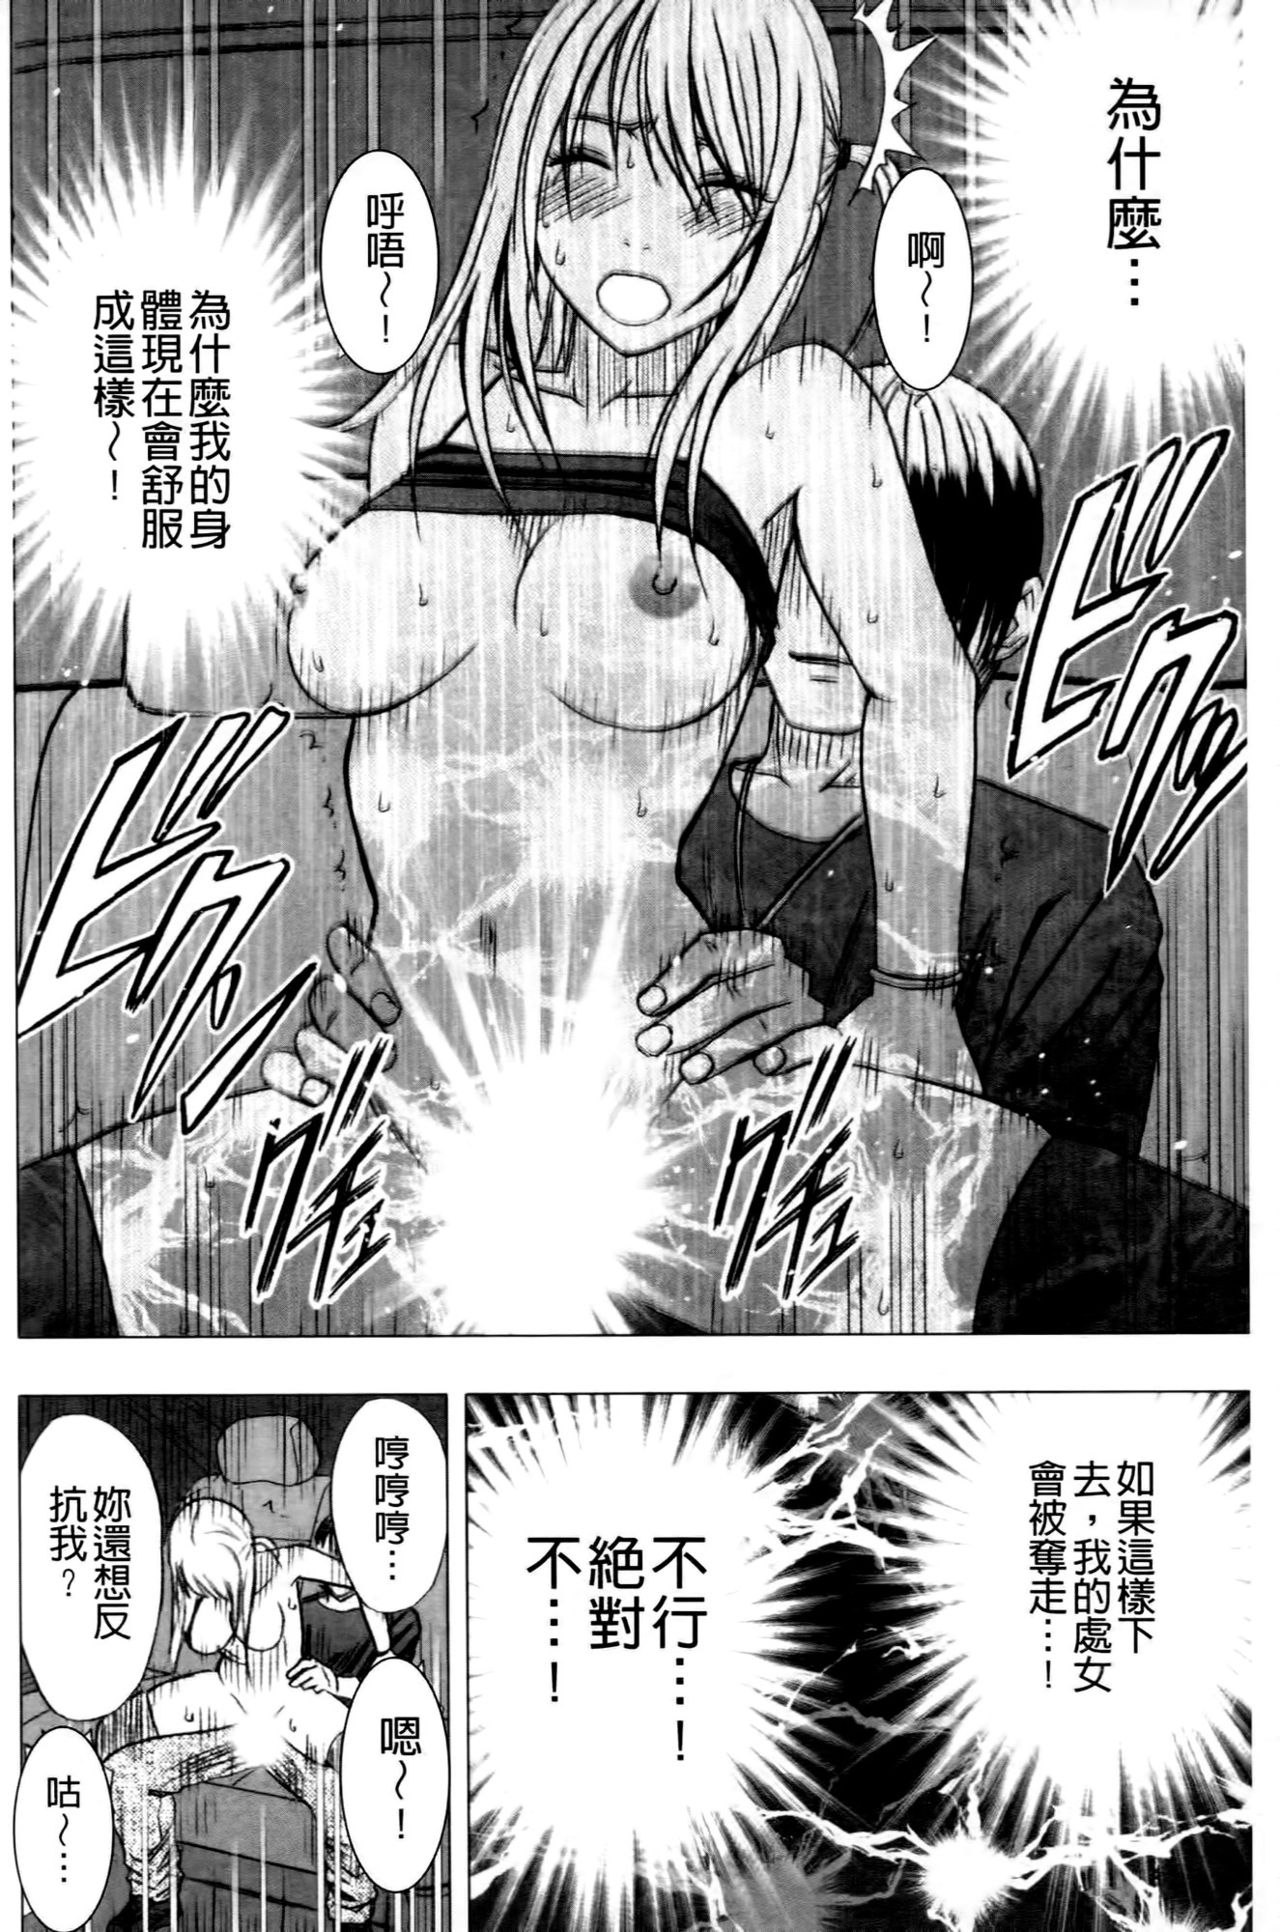 為什麼…
啊～！
呼唔～！
為什麼我的身
體現在會舒服
成這樣～！
ビクッ
ビクッ
グチュ
グチュ
如果這樣下
去，我的處女
會被奪走…！
不行…！
絕對
不…！
哼哼哼…
妳還想反
抗我？
嗯～！
咕～…